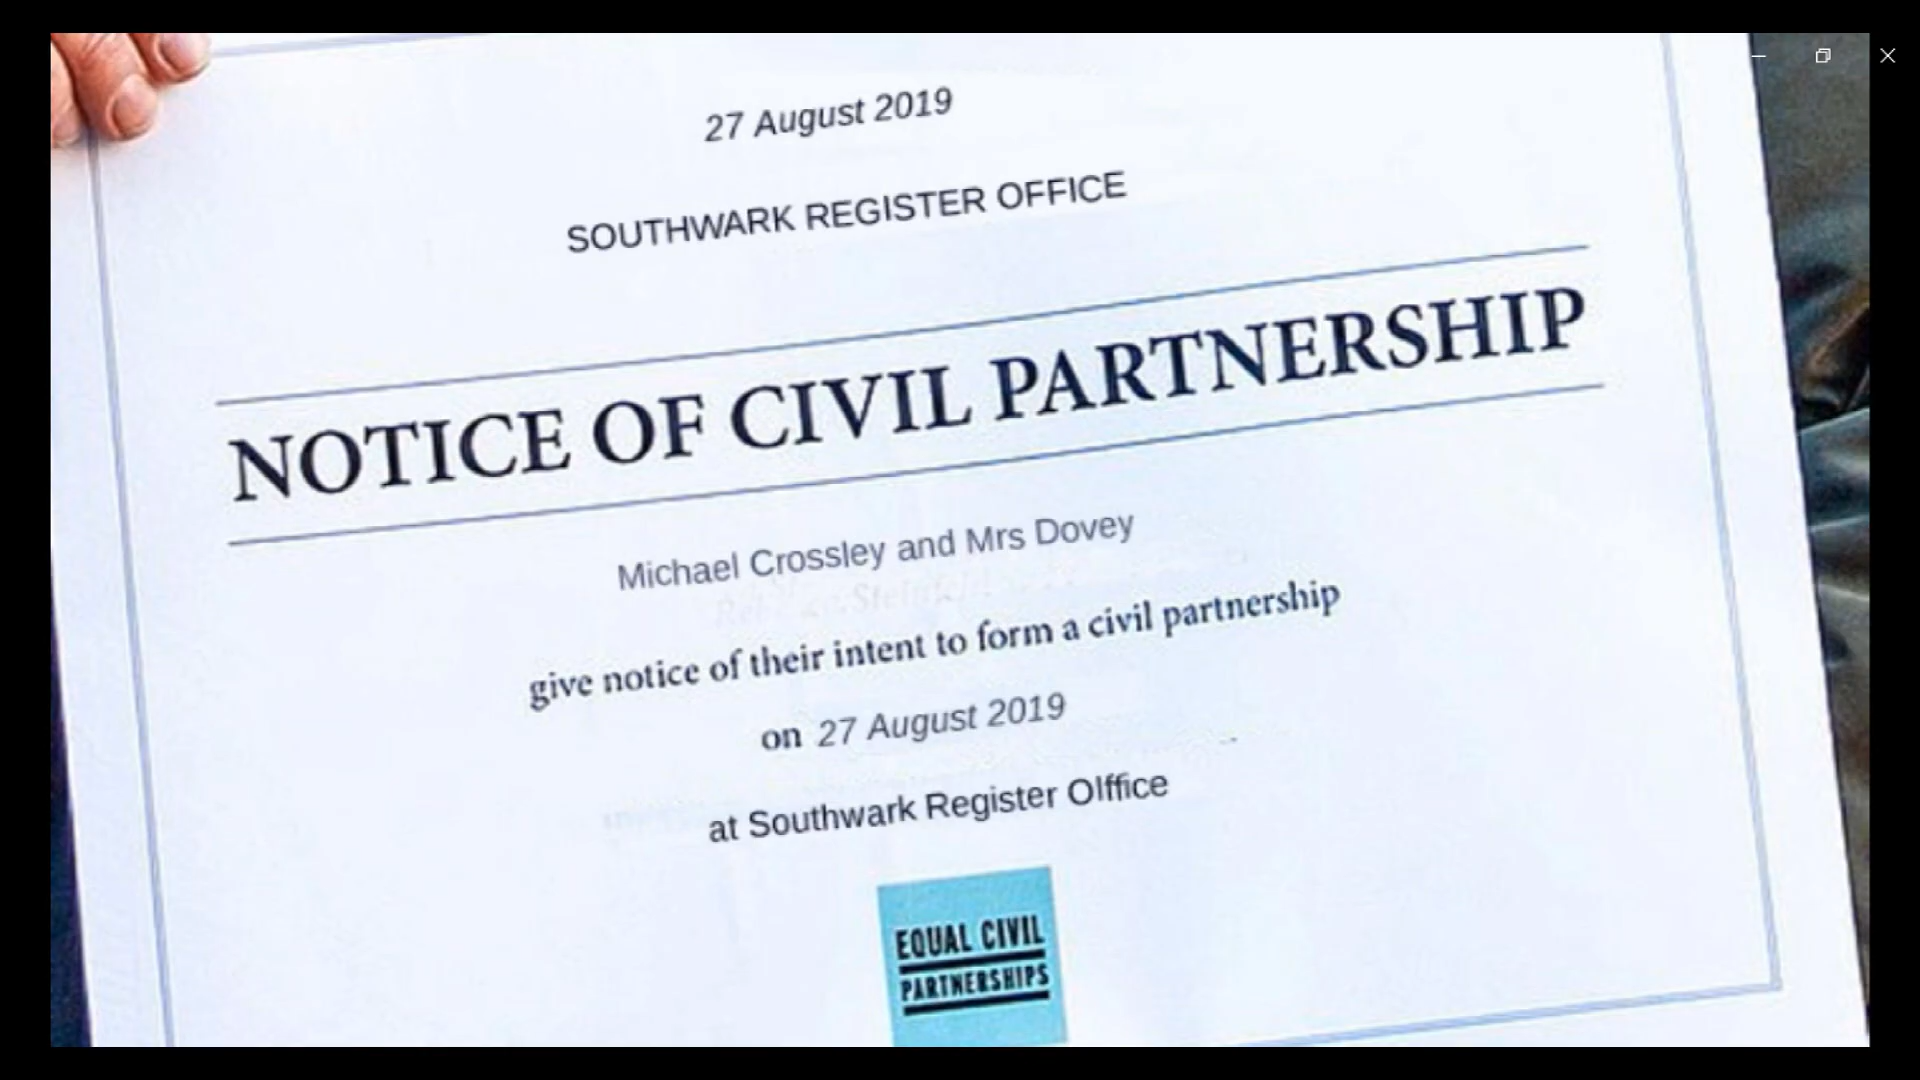 27 August 2019
SOUTHWARK REGISTER OFFICE
NOTICE OF CIVIL PARTNERSHIP
Michael Crossley and Mrs Dovey
give notice of their intent to form a civil partnership
on 27 August 2019
at Southwark Register Olffice
EQUAL CIVIL
PARTNERSHIPS